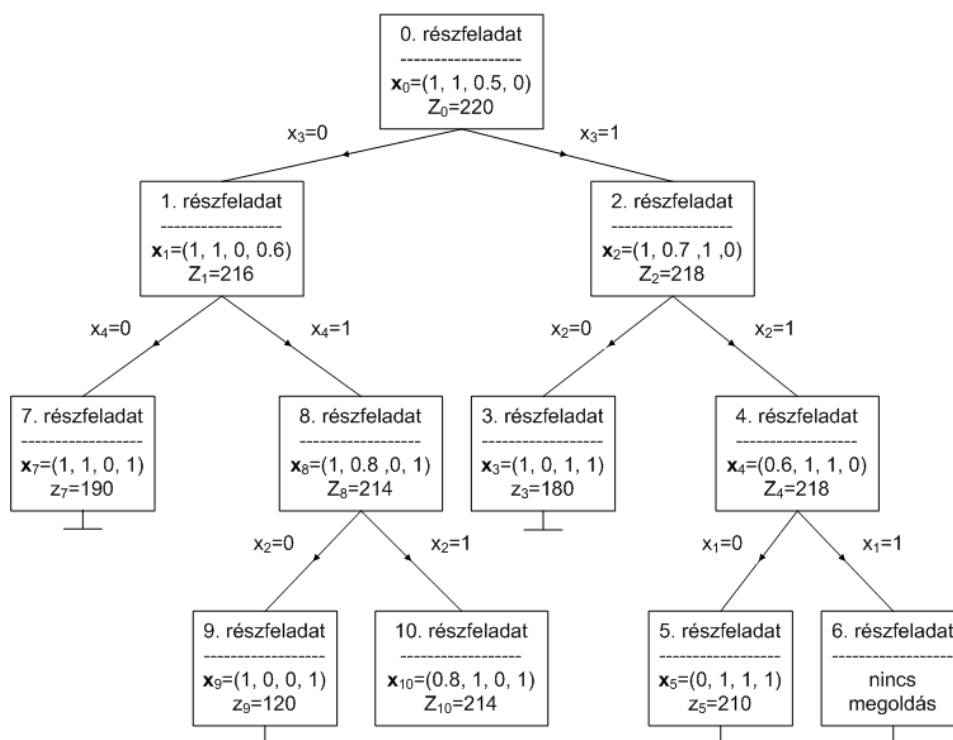 0. részfeladat
-------------------
x₀=(1, 1, 0.5, 0)
Z₀=220
x₃=0
x₃=1
1. részfeladat
-------------------
x₁=(1, 1, 0, 0.6)
Z₁=216
2. részfeladat
-------------------
x₂=(1, 0.7 ,1 ,0)
Z₂=218
x₄=0
x₄=1
x₂=0
x₂=1
7. részfeladat
-------------------
x₇=(1, 1, 0, 1)
z₇=190
8. részfeladat
-------------------
x₈=(1, 0.8 ,0, 1)
Z₈=214
3. részfeladat
-------------------
x₃=(1, 0, 1, 1)
z₃=180
4. részfeladat
-------------------
x₄=(0.6, 1, 1, 0)
Z₄=218
x₂=0
x₂=1
x₁=0
x₁=1
9. részfeladat
-------------------
x₉=(1, 0, 0, 1)
z₉=120
10. részfeladat
-------------------
x₁₀=(0.8, 1, 0, 1)
Z₁₀=214
5. részfeladat
-------------------
x₅=(0, 1, 1, 1)
z₅=210
6. részfeladat
-------------------
nincs
megoldás